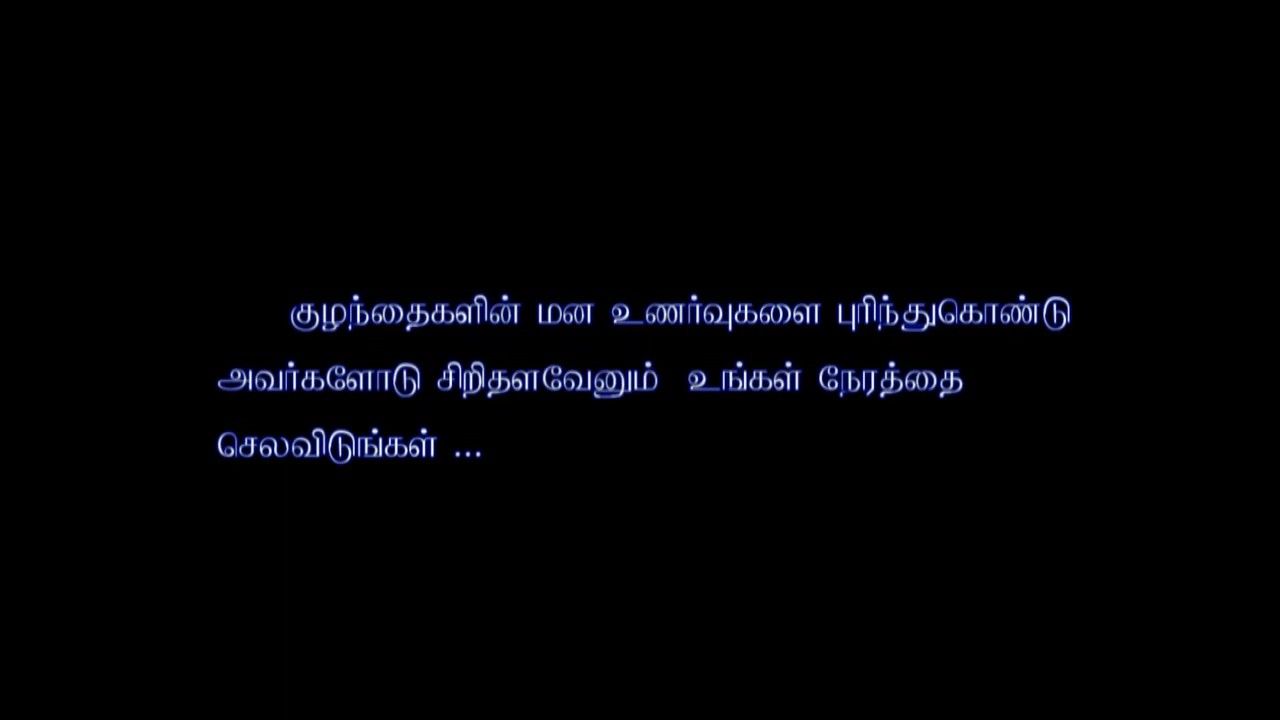 குழந்தைகளின் மன உணர்வுகளை புரிந்துகொண்டு
அவர்களோடு சிறிதளவேனும் உங்கள் நேரத்தை
செலவிடுங்கள் ...